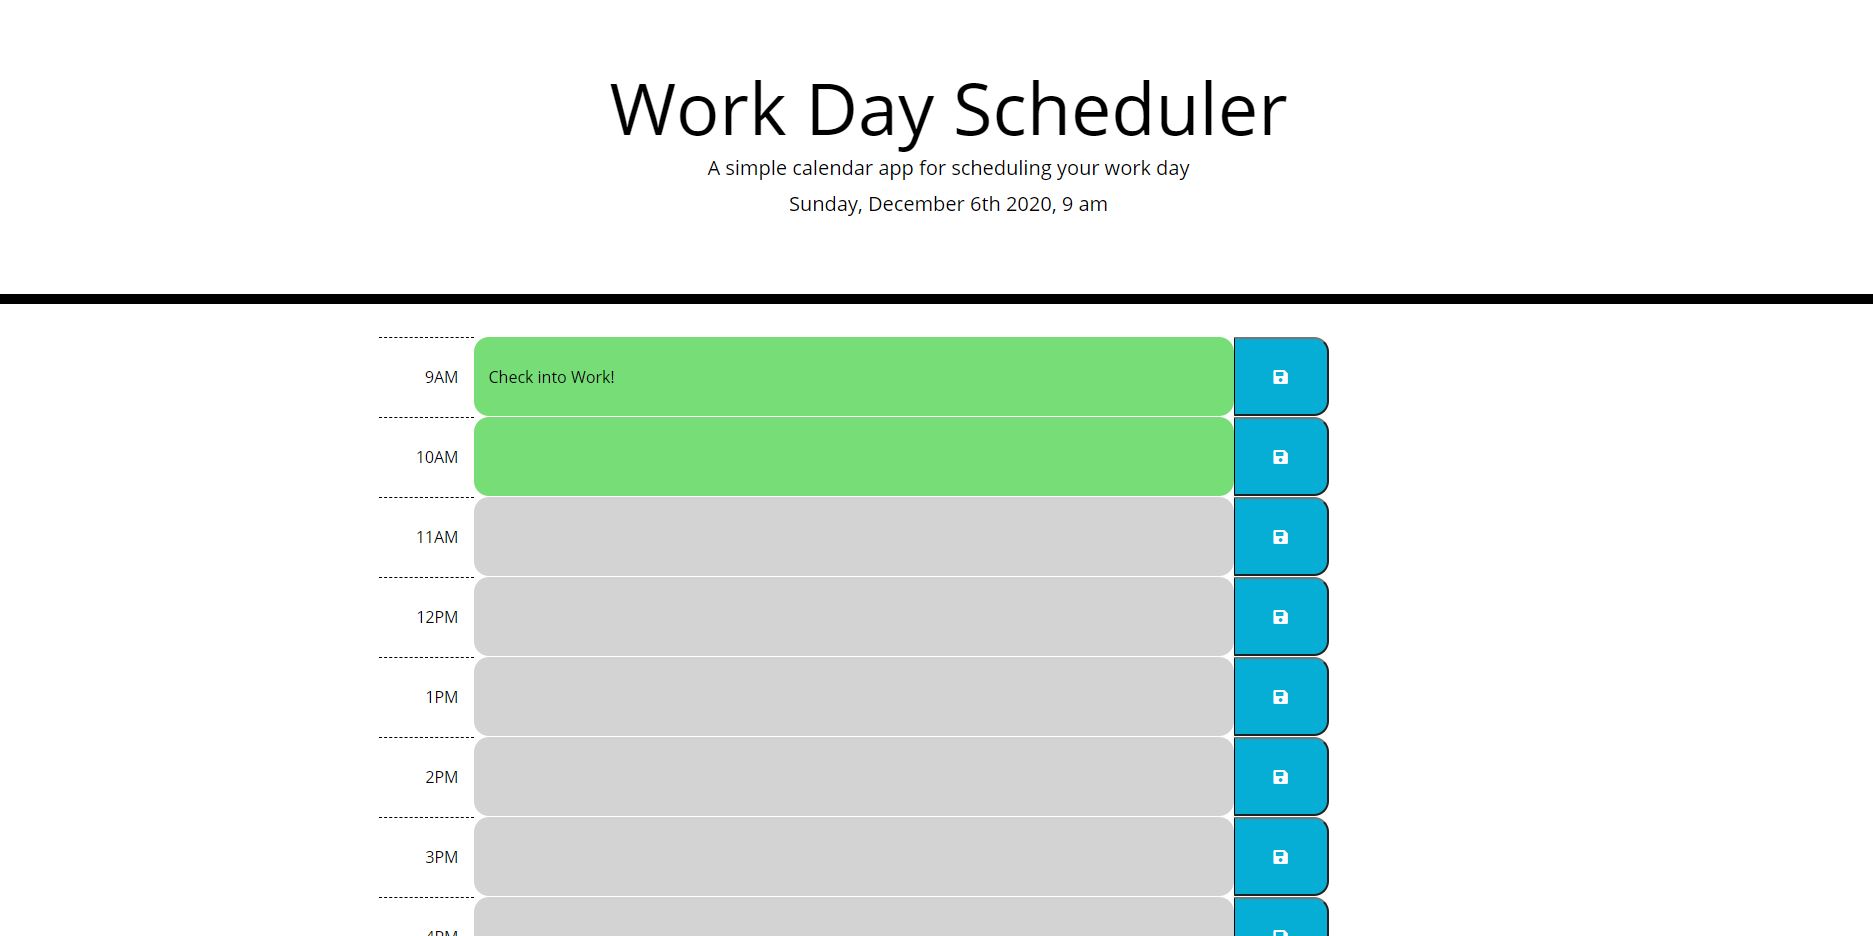 Work Day Scheduler
A simple calendar app for scheduling your work day
Sunday, December 6th 2020, 9 am
9AM
Check into Work!
10AM
11AM
12PM
1PM
2PM
3PM
4PM